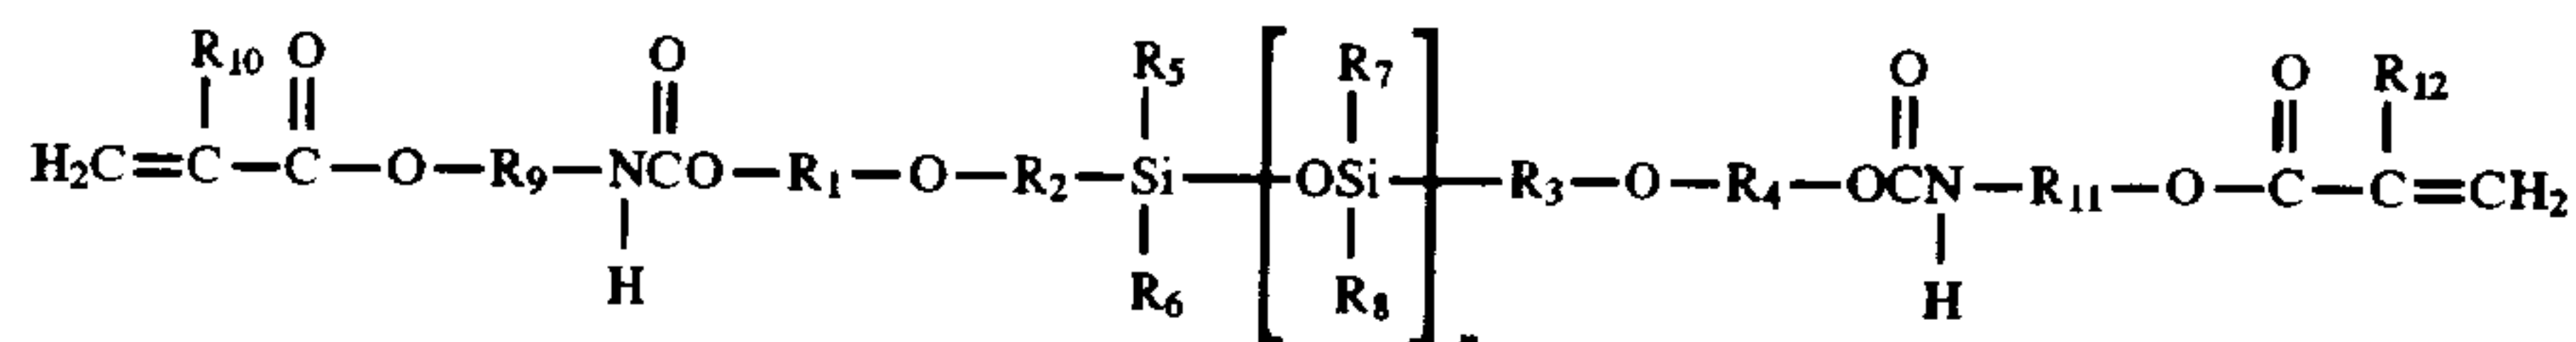 R10 O O R5 R7 O O R12
H2C=C—C—O—R9—NCO—R1—O—R2—Si—[OSi]—R3—O—R4—OCN—R11—O—C—C=CH2
H R6 R8 H